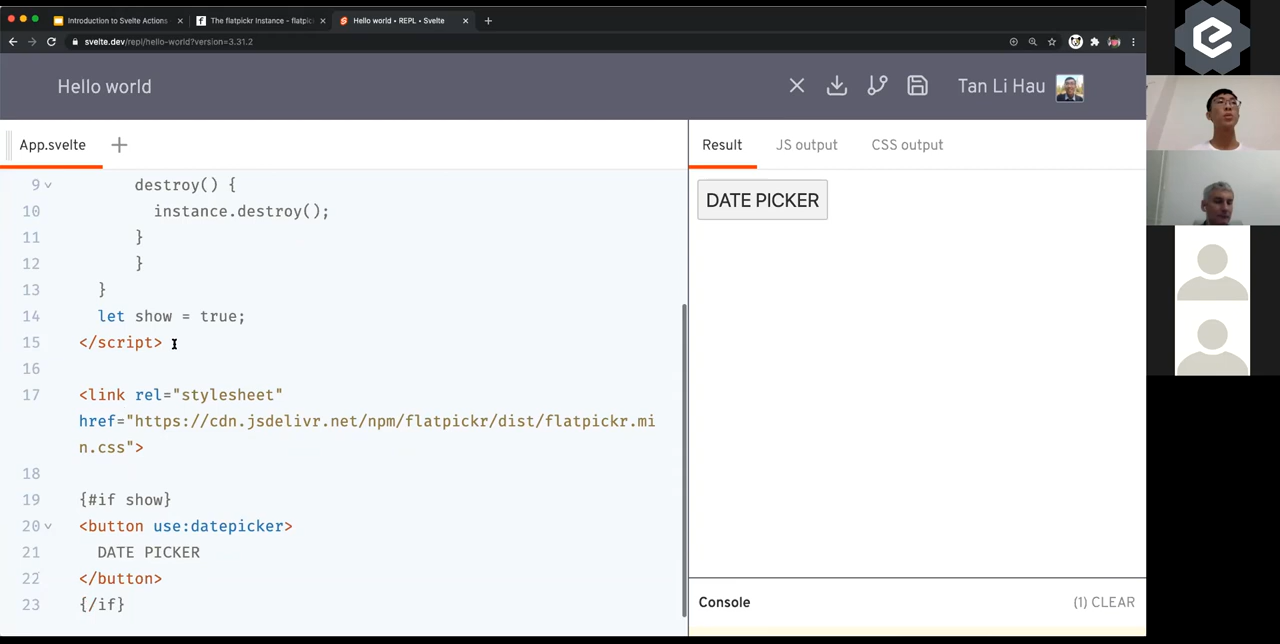 Introduction to Svelte Actions
The flatpickr Instance - flatpic
Hello world • REPL • Svelte
svelte.dev/repl/hello-world?version=3.31.2
Hello world
Tan Li Hau
App.svelte
Result
JS output
CSS output
9 destroy() {
10 instance.destroy();
11 }
12 }
13 }
14 let show = true;
15 </script>
16
17 <link rel="stylesheet"
href="https://cdn.jsdelivr.net/npm/flatpickr/dist/flatpickr.mi
n.css">
18
19 {#if show}
20 <button use:datepicker>
21 DATE PICKER
22 </button>
23 {/if}
DATE PICKER
Console
(1) CLEAR